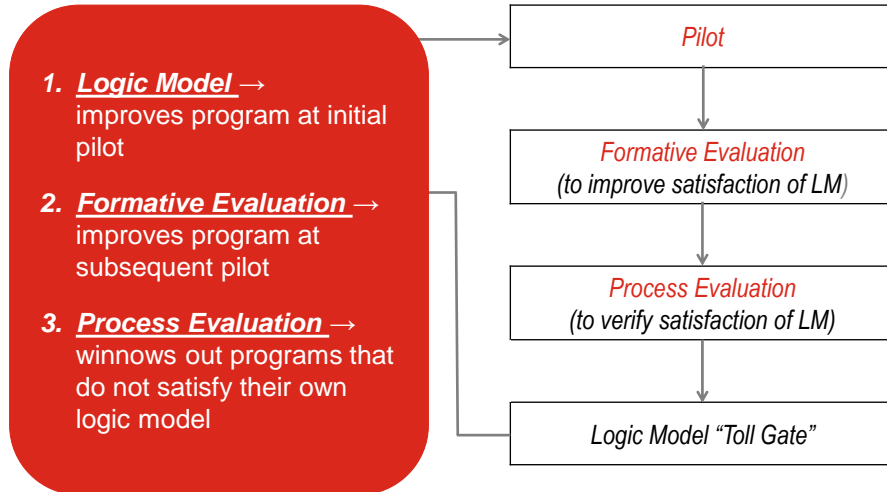 1. Logic Model →
improves program at initial
pilot
2. Formative Evaluation →
improves program at
subsequent pilot
3. Process Evaluation →
winnows out programs that
do not satisfy their own
logic model
Pilot
Formative Evaluation
(to improve satisfaction of LM)
Process Evaluation
(to verify satisfaction of LM)
Logic Model “Toll Gate”